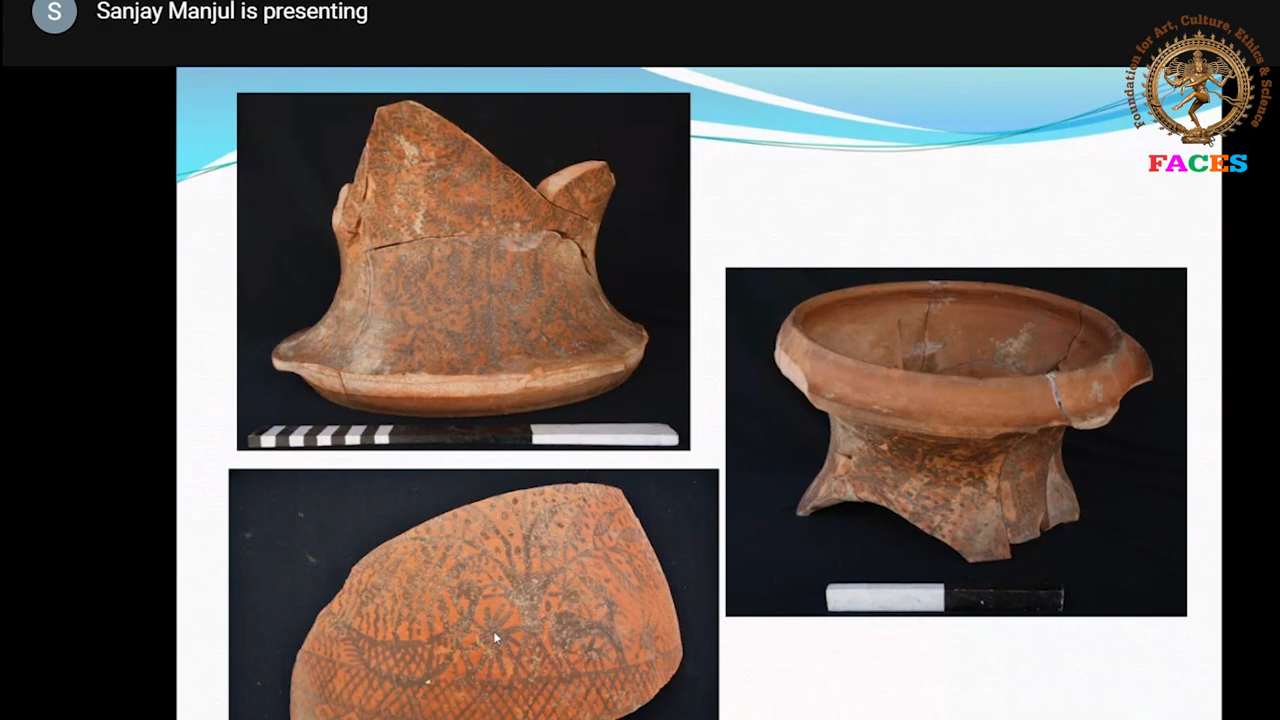 S
Sanjay Manjul is presenting
Foundation for Art, Culture, Ethics & Science
FACES